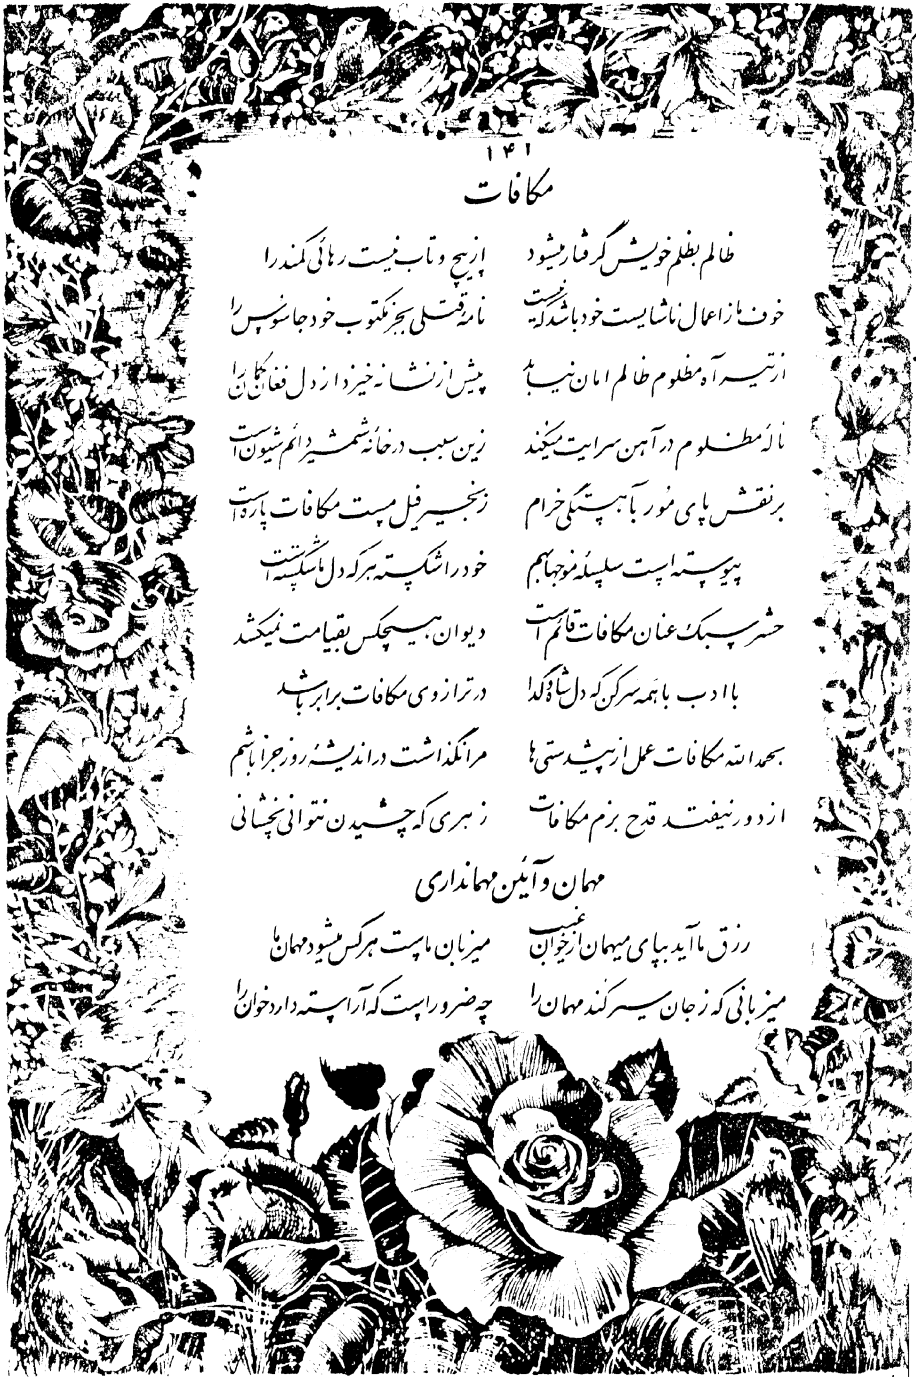 ۱۴۱
مکافات
ظالم بظلم خویش گرفتار میشود ازپیچ و تاب نیست رهائی کمند را
خوف ما از اعمال ناشایست خود باشد که نیست نامهٔ قتلی بجز مکتوب خود جاسوس را
از تیر آه مظلوم ظالم امان نیابد پیش از نشانه خیزد از دل فغان کمان را
نالهٔ مظلوم در آهن سرایت میکند زین سبب در خانهٔ شمشیر دائم شیون است
بر نقش پای مور بآهستگی خرام زنجیر فیل مست مکافات پاره است
پیوسته است سلسلهٔ موجها بهم خود را شکسته هر که دل ما شکسته است
حشر سبک عنان مکافات قائم است دیوان هیچکس بقیامت نمیکشد
با ادب با همه سر کن که دل شاه و گدا در ترازوی مکافات برابر باشد
بحمدالله مکافات عمل از پیشدستی‌ها مرا نگذاشت در اندیشهٔ روز جزا باشم
از دور نیفتد قدح بزم مکافات زهری که چشیدن نتوانی نچشانی
مهمان و آئین مهمانداری
رزق ما آید بپای میهمان از خوان غیب میزبان ماست هر کس میشود مهمان ما
میزبانی که ز جان سیر کند مهمان را چه ضرور است که آراسته دارد خوان را